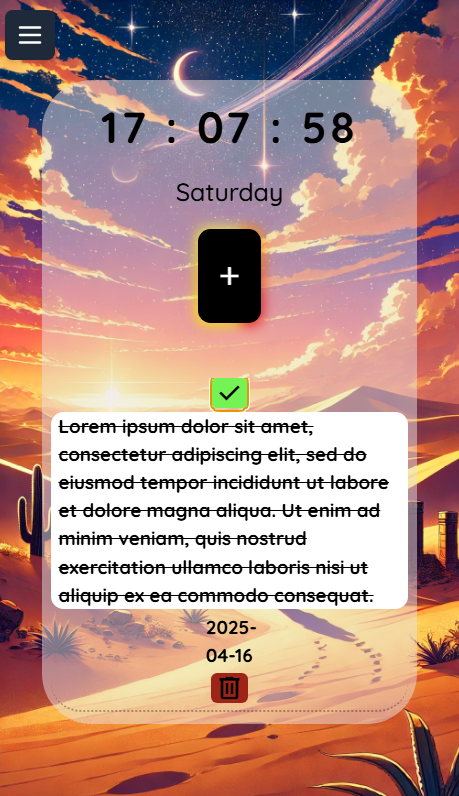 17 : 07 : 58
Saturday
+
Lorem ipsum dolor sit amet,
consectetur adipiscing elit, sed do
eiusmod tempor incididunt ut labore
et dolore magna aliqua. Ut enim ad
minim veniam, quis nostrud
exercitation ullamco laboris nisi ut
aliquip ex ea commodo consequat.
2025-
04-16